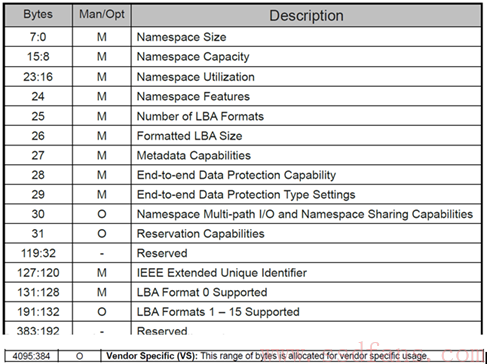 Bytes Man/Opt Description
7:0 M Namespace Size
15:8 M Namespace Capacity
23:16 M Namespace Utilization
24 M Namespace Features
25 M Number of LBA Formats
26 M Formatted LBA Size
27 M Metadata Capabilities
28 M End-to-end Data Protection Capability
29 M End-to-end Data Protection Type Settings
30 O Namespace Multi-path I/O and Namespace Sharing Capabilities
31 O Reservation Capabilities
119:32 - Reserved
127:120 M IEEE Extended Unique Identifier
131:128 M LBA Format 0 Supported
191:132 O LBA Formats 1 – 15 Supported
383:192 -- Reserved
4095:384 O Vendor Specific (VS): This range of bytes is allocated for vendor specific usage.